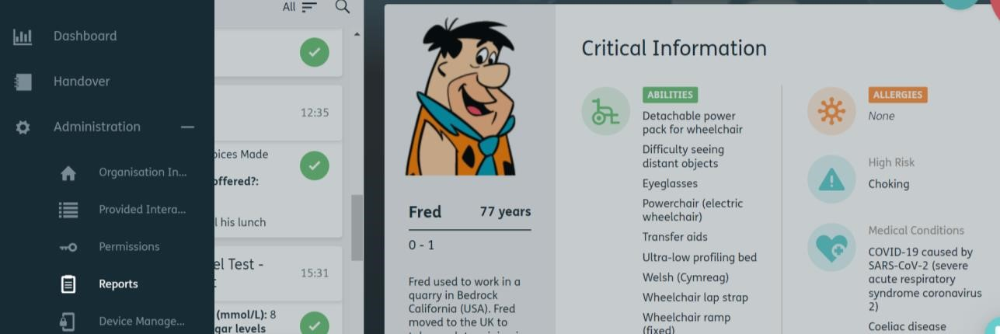 Dashboard
Handover
Administration
Organisation In...
Provided Intera...
Permissions
Reports
Device Manage...
All
12:35
Made
offered?:
his lunch
Test -
15:31
(mmol/L): 8
levels
Fred 77 years
0 - 1
Fred used to work in a
quarry in Bedrock
California (USA). Fred
moved to the UK to
Critical Information
ABILITIES
Detachable power
pack for wheelchair
Difficulty seeing
distant objects
Eyeglasses
Powerchair (electric
wheelchair)
Transfer aids
Ultra-low profiling bed
Welsh (Cymreag)
Wheelchair lap strap
Wheelchair ramp
(fixed)
ALLERGIES
None
High Risk
Choking
Medical Conditions
COVID-19 caused by
SARS-CoV-2 (severe
acute respiratory
syndrome coronavirus
2)
Coeliac disease